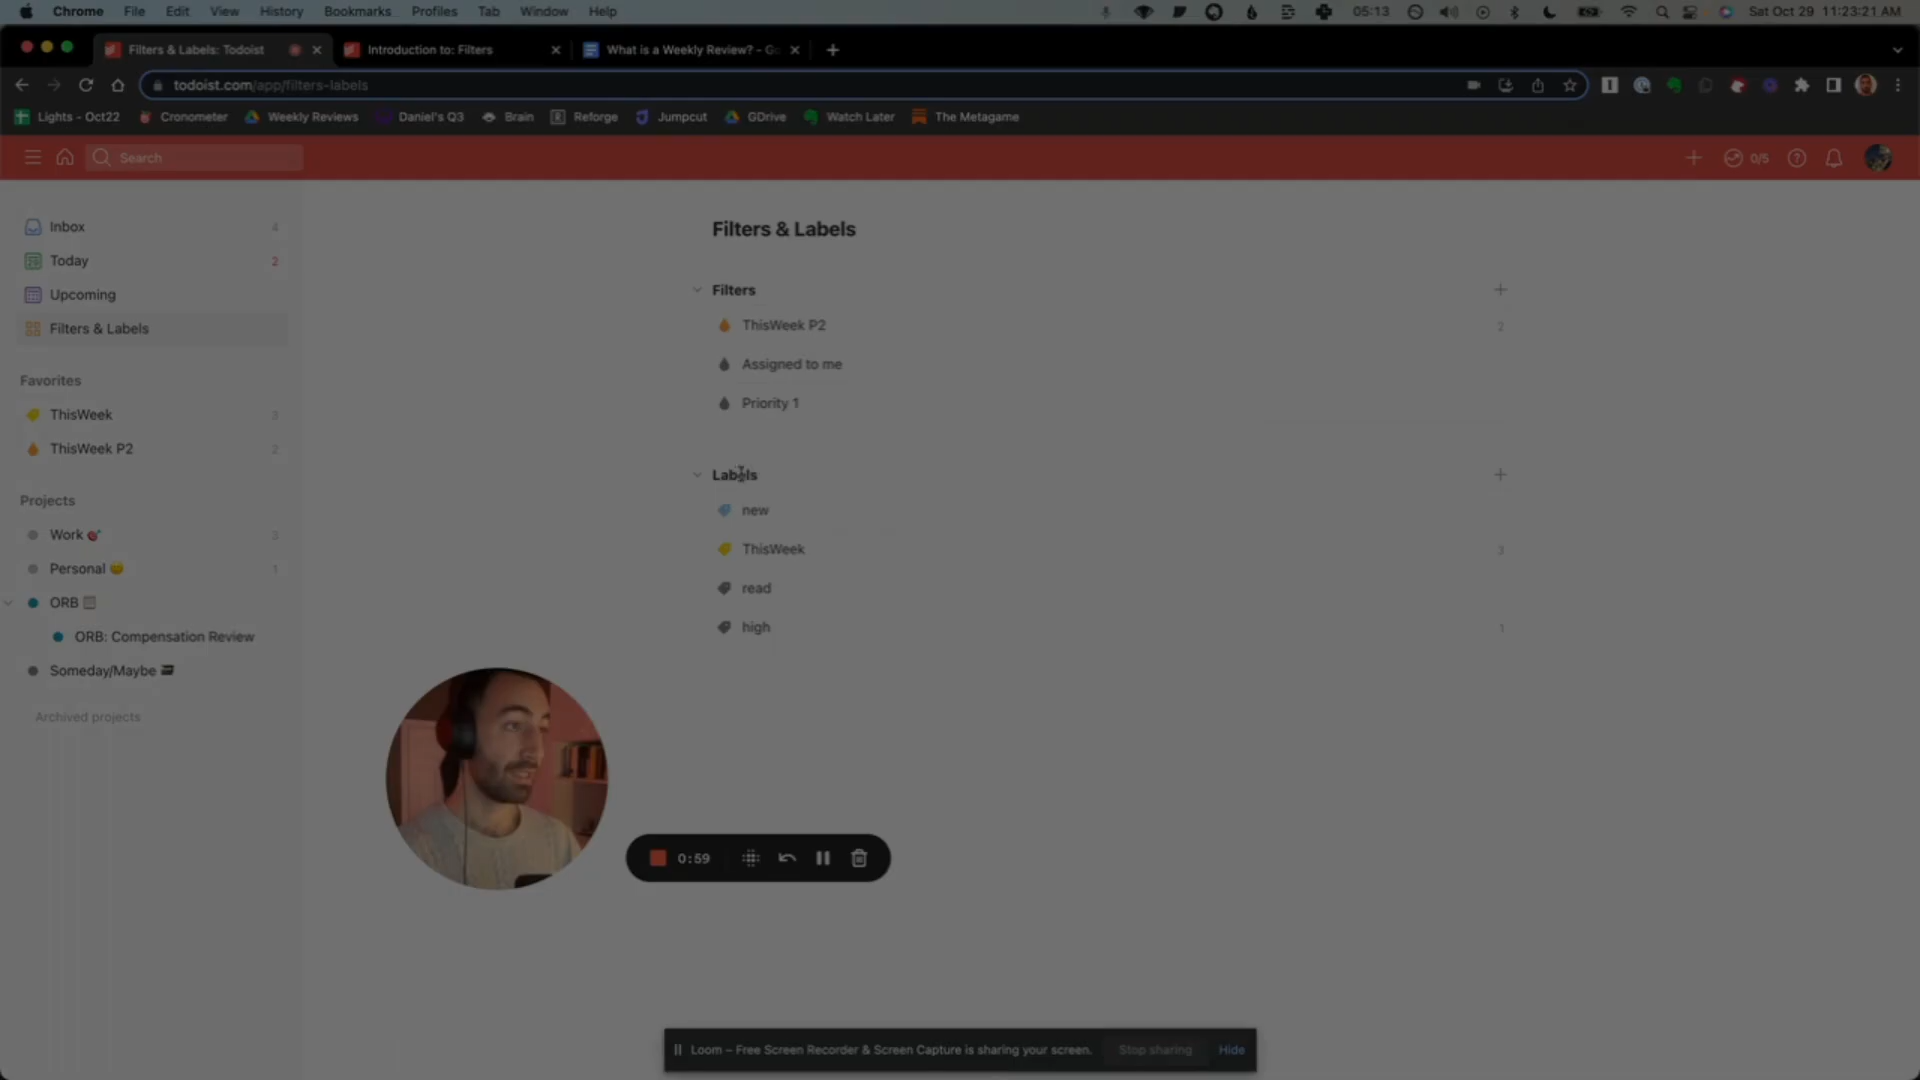 Chrome File Edit View History Bookmarks Profiles Tab Window Help 05:13 Sat Oct 29 11:23:21 AM
Filters & Labels: Todoist Introduction to: Filters What is a Weekly Review? - Go
todoist.com/app/filters-labels
Lights - Oct22 Cronometer Weekly Reviews Daniel's Q3 Brain Reforge Jumpcut GDrive Watch Later The Metagame
Search 0/5
Inbox 4
Today 2
Upcoming
Filters & Labels
Favorites
ThisWeek 3
ThisWeek P2 2
Projects
Work 3
Personal 1
ORB
ORB: Compensation Review
Someday/Maybe
Archived projects
Filters & Labels
Filters
ThisWeek P2 2
Assigned to me
Priority 1
Labels
new
ThisWeek 3
read
high 1
0:59
Loom – Free Screen Recorder & Screen Capture is sharing your screen. Stop sharing Hide